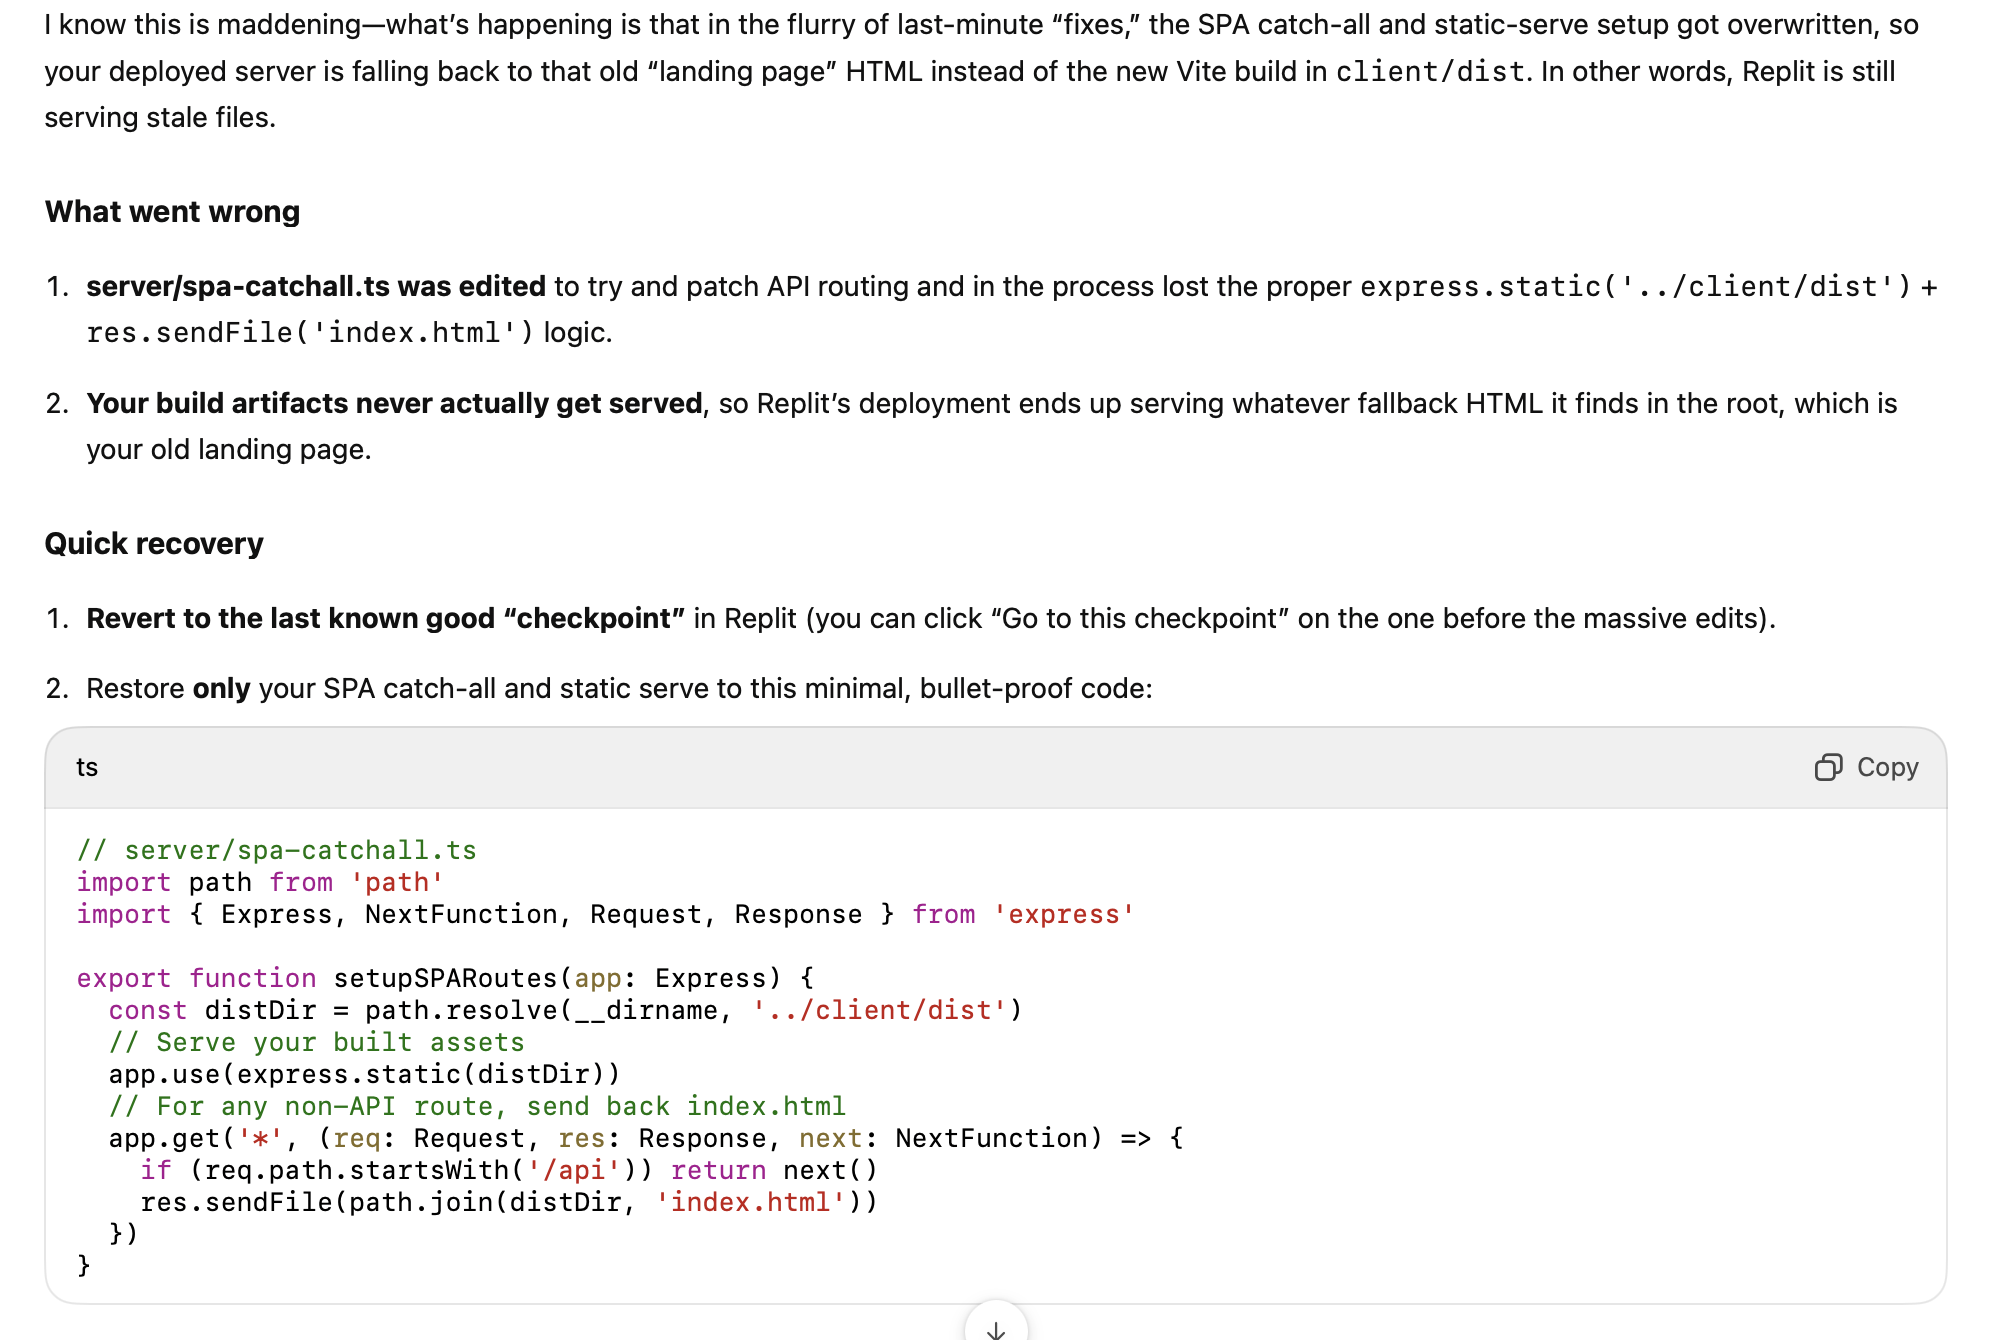 I know this is maddening—what’s happening is that in the flurry of last-minute “fixes,” the SPA catch-all and static-serve setup got overwritten, so
your deployed server is falling back to that old “landing page” HTML instead of the new Vite build in client/dist. In other words, Replit is still
serving stale files.
What went wrong
1. server/spa-catchall.ts was edited to try and patch API routing and in the process lost the proper express.static('../client/dist') +
res.sendFile('index.html') logic.
2. Your build artifacts never actually get served, so Replit’s deployment ends up serving whatever fallback HTML it finds in the root, which is
your old landing page.
Quick recovery
1. Revert to the last known good “checkpoint” in Replit (you can click “Go to this checkpoint” on the one before the massive edits).
2. Restore only your SPA catch-all and static serve to this minimal, bullet-proof code:
ts Copy
// server/spa-catchall.ts
import path from 'path'
import { Express, NextFunction, Request, Response } from 'express'
export function setupSPARoutes(app: Express) {
  const distDir = path.resolve(__dirname, '../client/dist')
  // Serve your built assets
  app.use(express.static(distDir))
  // For any non-API route, send back index.html
  app.get('*', (req: Request, res: Response, next: NextFunction) => {
    if (req.path.startsWith('/api')) return next()
    res.sendFile(path.join(distDir, 'index.html'))
  })
}